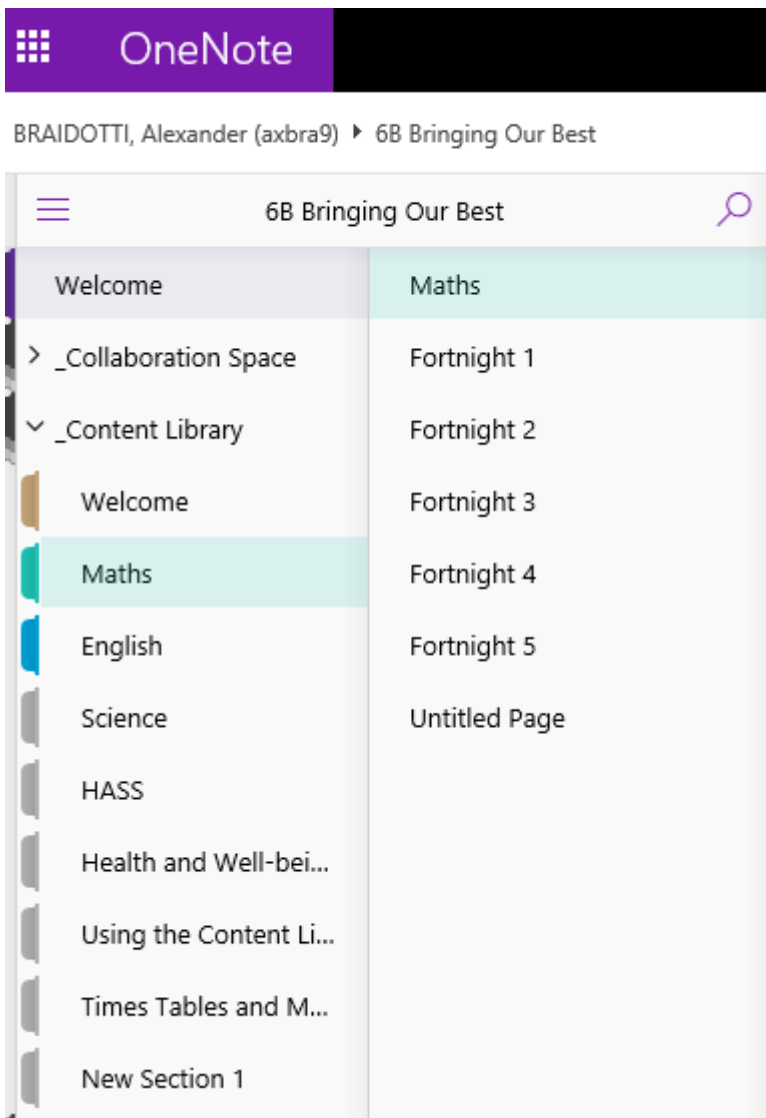 OneNote
BRAIDOTTI, Alexander (axbra9) ▸ 6B Bringing Our Best
6B Bringing Our Best
Welcome
_Collaboration Space
_Content Library
Welcome
Maths
English
Science
HASS
Health and Well-bei...
Using the Content Li...
Times Tables and M...
New Section 1
Maths
Fortnight 1
Fortnight 2
Fortnight 3
Fortnight 4
Fortnight 5
Untitled Page